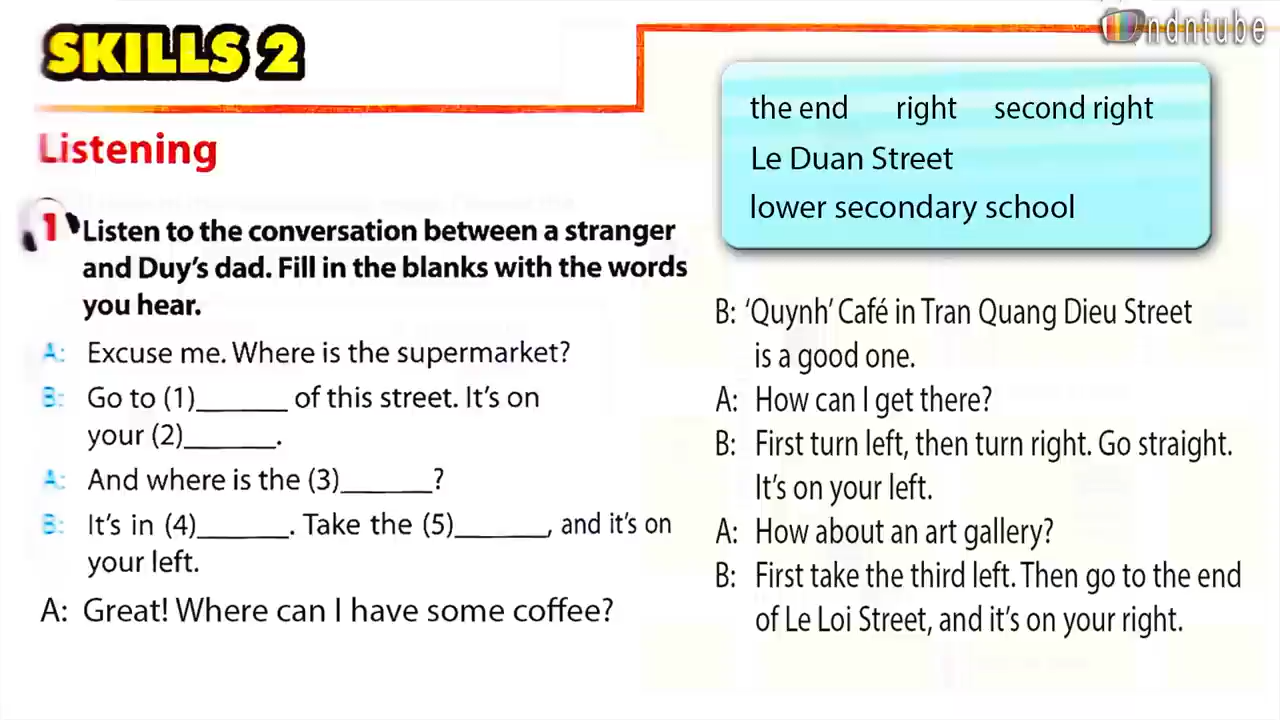 SKILLS 2
ndntube
Listening
1 Listen to the conversation between a stranger
and Duy's dad. Fill in the blanks with the words
you hear.
A: Excuse me. Where is the supermarket?
B: Go to (1)______ of this street. It's on
your (2)______.
A: And where is the (3)______?
B: It's in (4)______. Take the (5)______, and it's on
your left.
A: Great! Where can I have some coffee?
the end right second right
Le Duan Street
lower secondary school
B: ‘Quynh’ Café in Tran Quang Dieu Street
is a good one.
A: How can I get there?
B: First turn left, then turn right. Go straight.
It's on your left.
A: How about an art gallery?
B: First take the third left. Then go to the end
of Le Loi Street, and it's on your right.